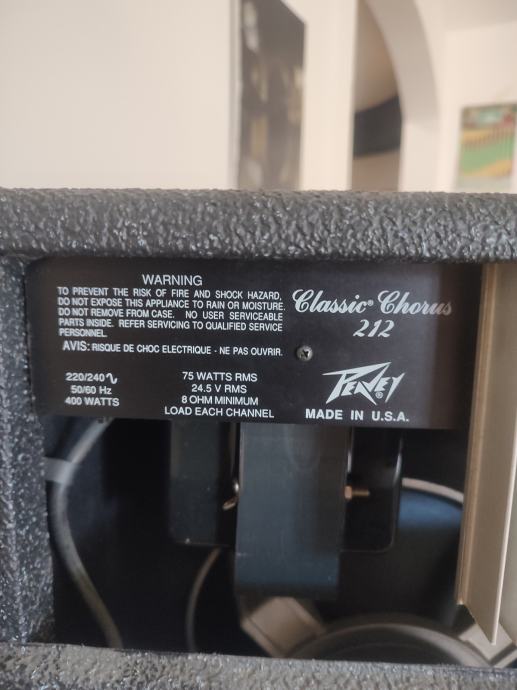 WARNING
TO PREVENT THE RISK OF FIRE AND SHOCK HAZARD,
DO NOT EXPOSE THIS APPLIANCE TO RAIN OR MOISTURE.
DO NOT REMOVE FROM CASE. NO USER SERVICEABLE
PARTS INSIDE. REFER SERVICING TO QUALIFIED SERVICE
PERSONNEL.
AVIS: RISQUE DE CHOC ELECTRIQUE - NE PAS OUVRIR.
Classic® Chorus
212
220/240∿
50/60 Hz
400 WATTS
75 WATTS RMS
24.5 V RMS
8 OHM MINIMUM
LOAD EACH CHANNEL
PEAVEY®
MADE IN U.S.A.